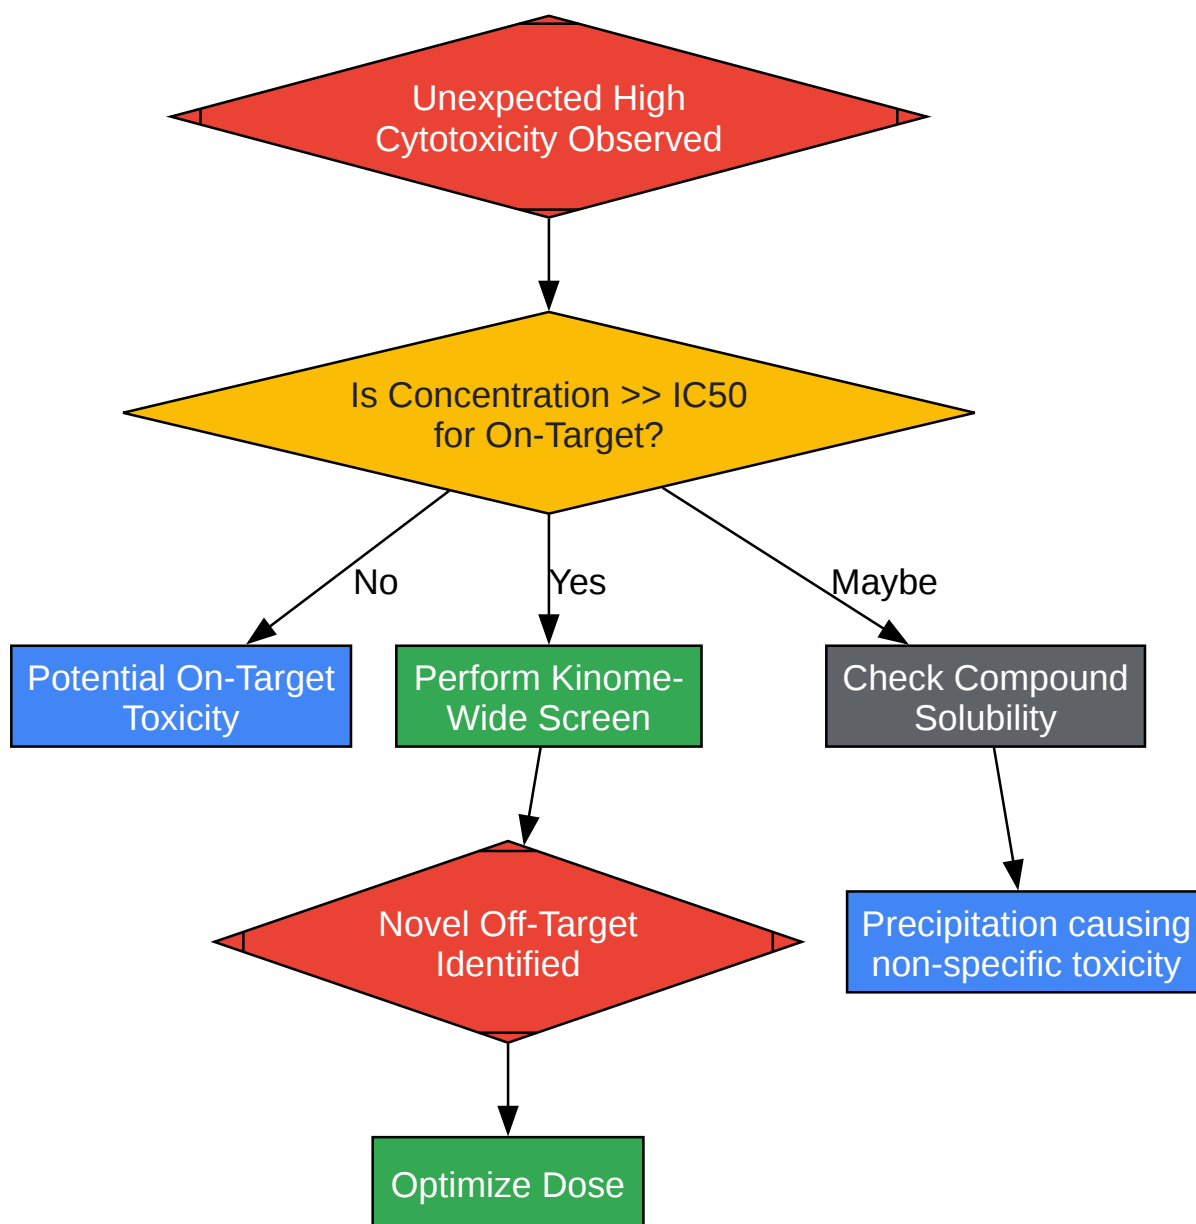 Unexpected High
Cytotoxicity Observed
Is Concentration >> IC50
for On-Target?
No
Yes
Maybe
Potential On-Target
Toxicity
Perform Kinome-
Wide Screen
Check Compound
Solubility
Novel Off-Target
Identified
Precipitation causing
non-specific toxicity
Optimize Dose